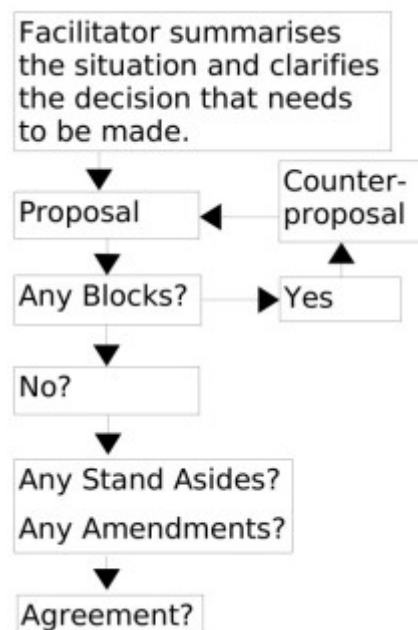 Facilitator summarises
the situation and clarifies
the decision that needs
to be made.
Counter-
proposal
Proposal
Any Blocks?
Yes
No?
Any Stand Asides?
Any Amendments?
Agreement?